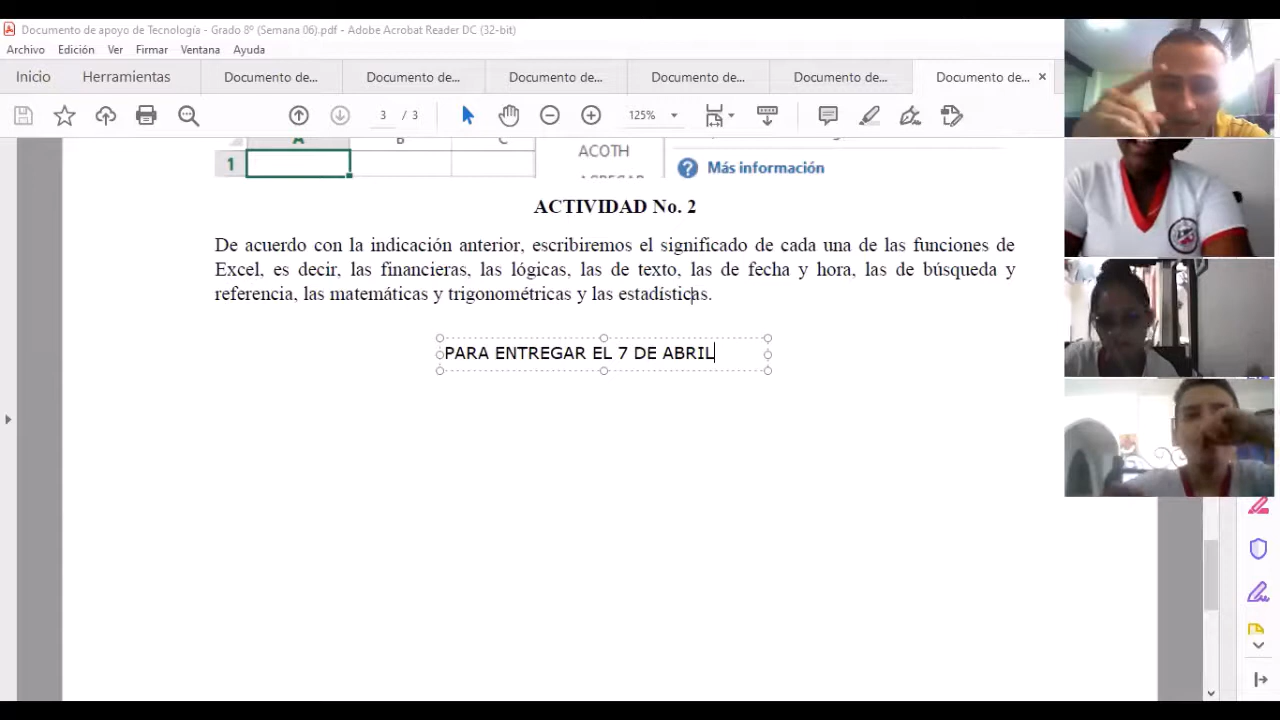 Documento de apoyo de Tecnología - Grado 8º (Semana 06).pdf - Adobe Acrobat Reader DC (32-bit)
Archivo Edición Ver Firmar Ventana Ayuda
Inicio Herramientas Documento de... Documento de... Documento de... Documento de... Documento de... Documento de... ×
3 / 3 125%
A B C
1
ACOTH
AGREGAR
Más información
ACTIVIDAD No. 2
De acuerdo con la indicación anterior, escribiremos el significado de cada una de las funciones de
Excel, es decir, las financieras, las lógicas, las de texto, las de fecha y hora, las de búsqueda y
referencia, las matemáticas y trigonométricas y las estadísticas.
PARA ENTREGAR EL 7 DE ABRIL